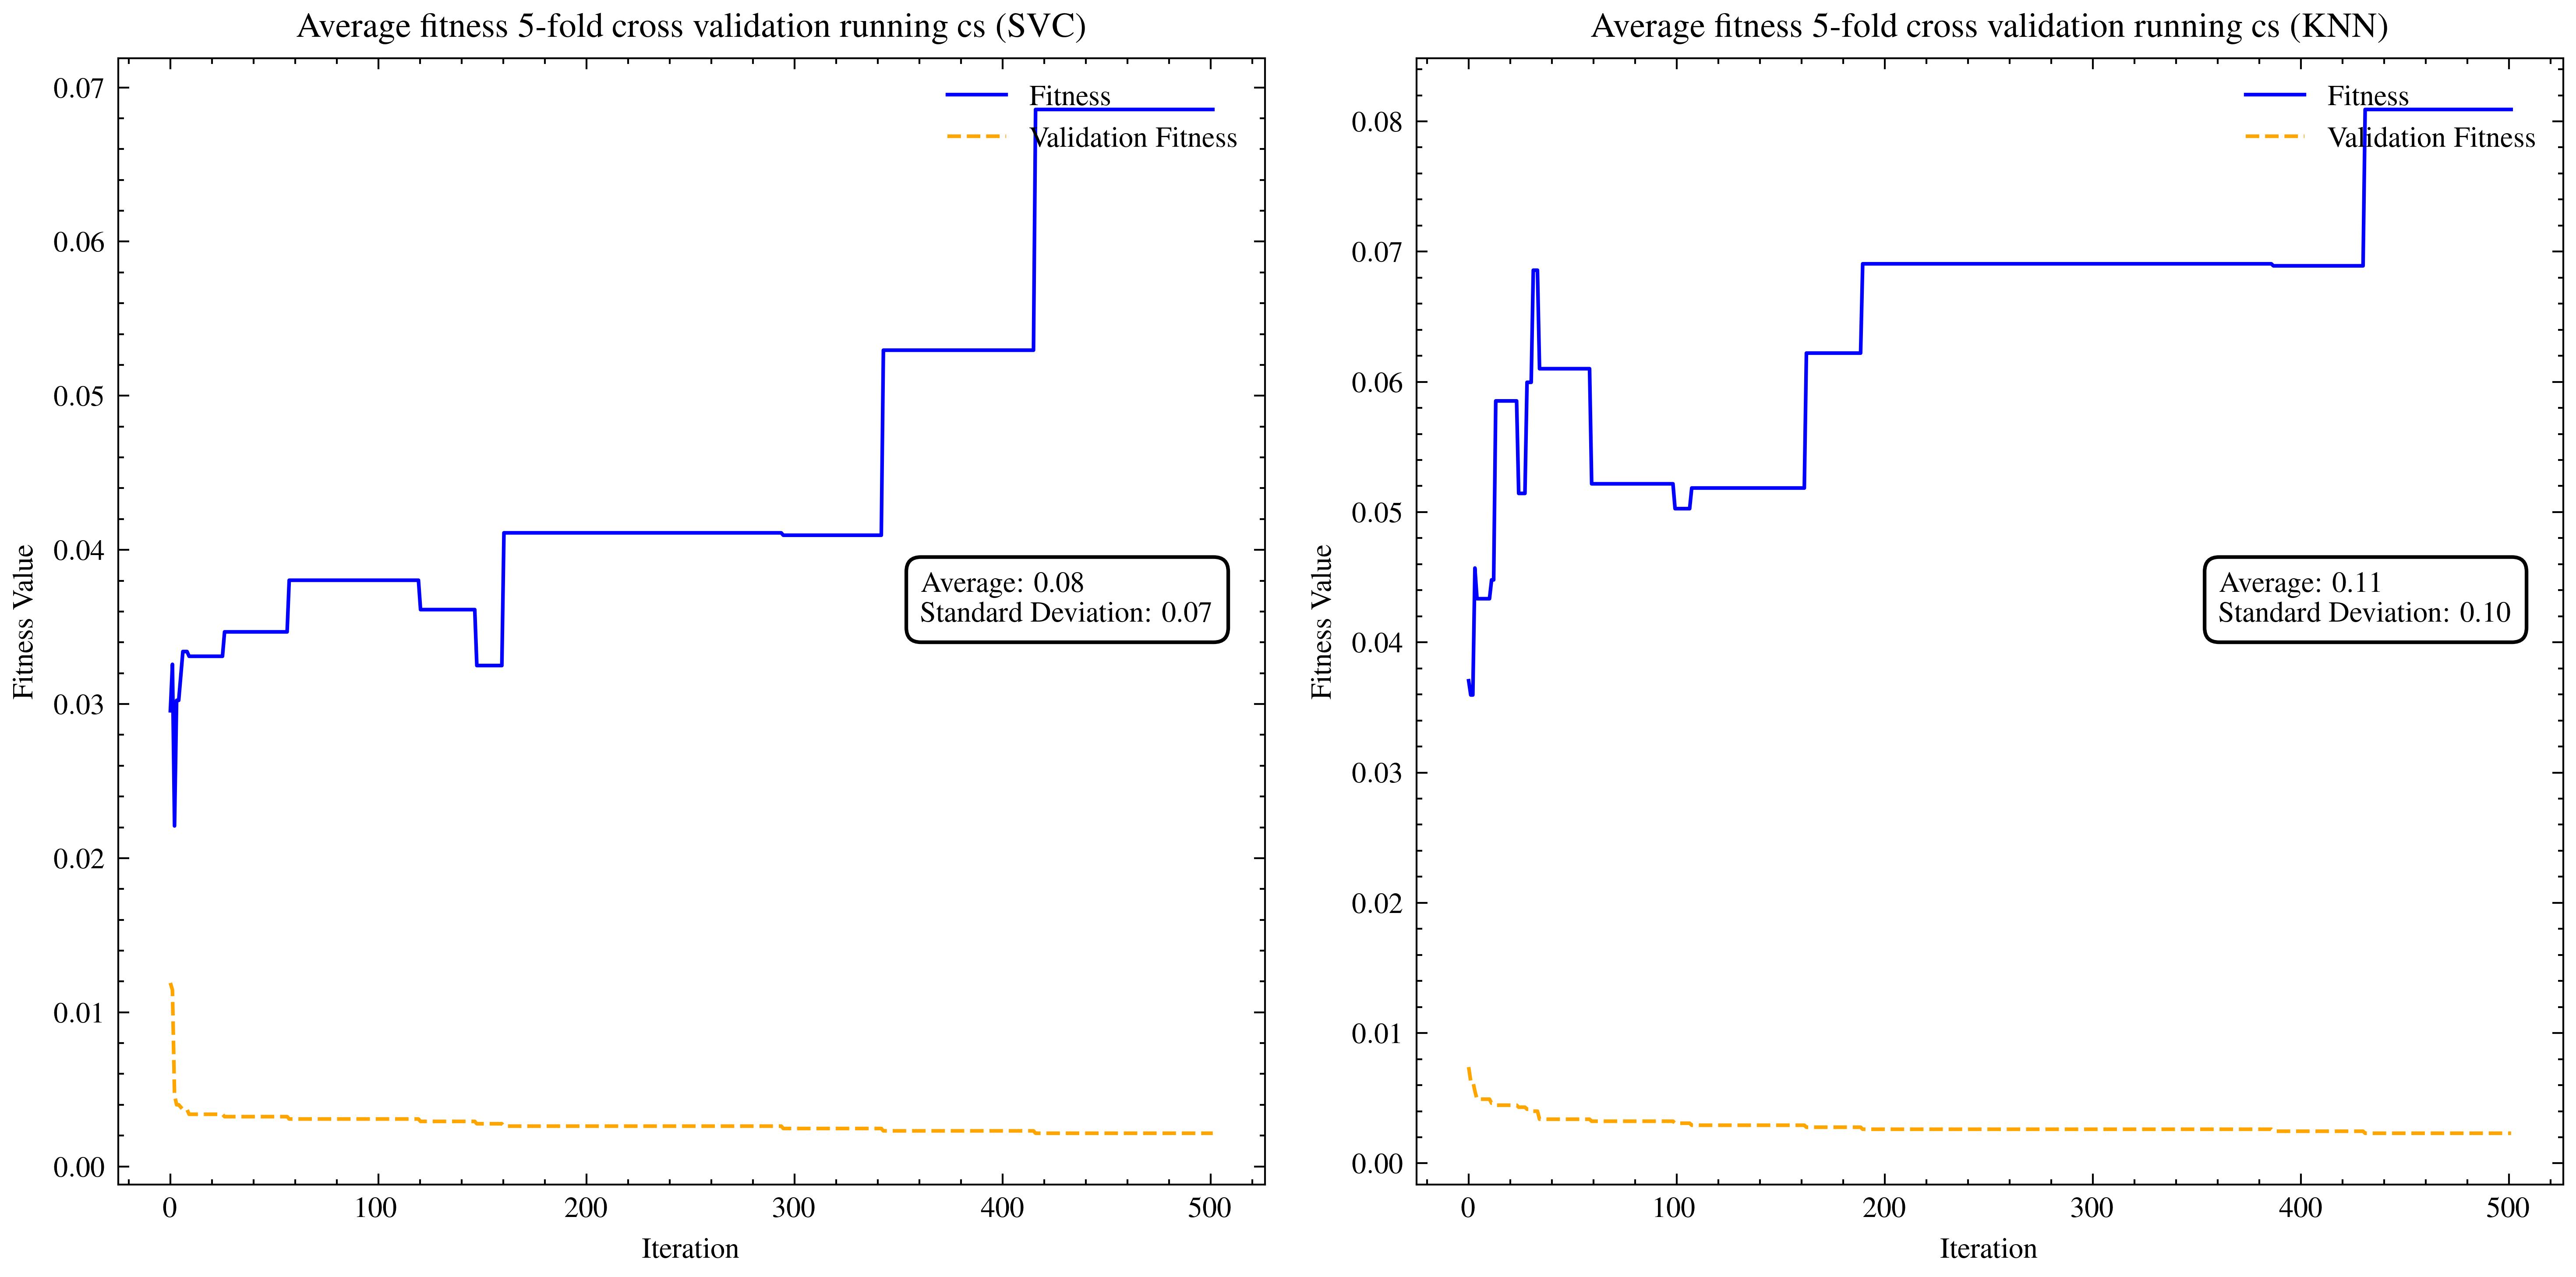 Average fitness 5-fold cross validation running cs (SVC)
Fitness
Validation Fitness
0.07
0.06
0.05
0.04
0.03
0.02
0.01
0.00
Fitness Value
Average: 0.08
Standard Deviation: 0.07
0 100 200 300 400 500
Iteration
Average fitness 5-fold cross validation running cs (KNN)
Fitness
Validation Fitness
0.08
0.07
0.06
0.05
0.04
0.03
0.02
0.01
0.00
Fitness Value
Average: 0.11
Standard Deviation: 0.10
0 100 200 300 400 500
Iteration